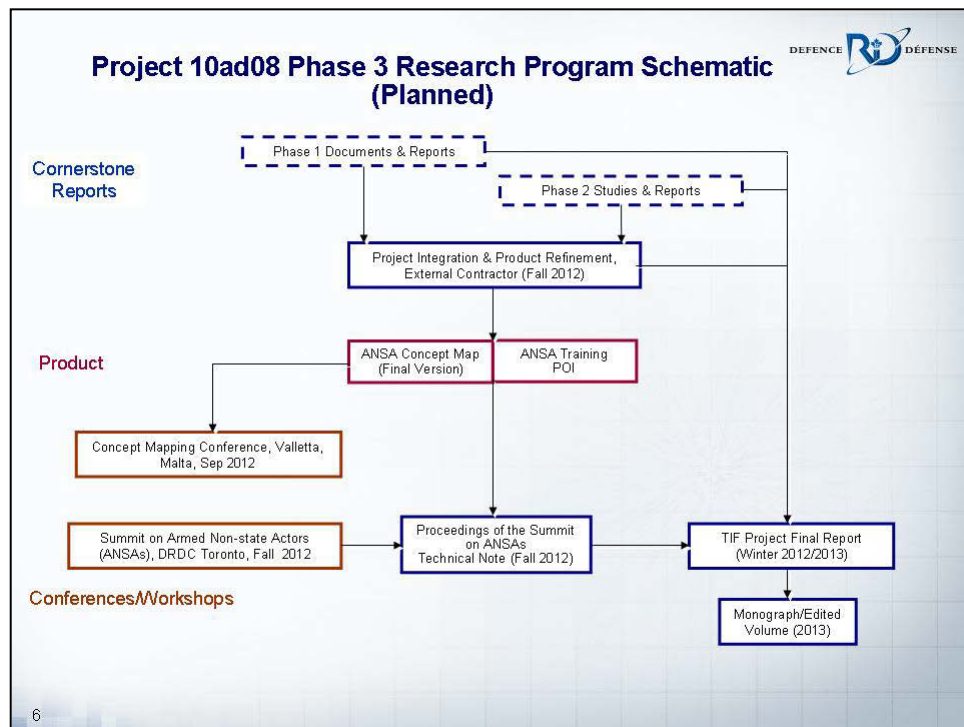 Project 10ad08 Phase 3 Research Program Schematic
(Planned)
DEFENCE
DÉFENSE
Cornerstone
Reports
Phase 1 Documents & Reports
Phase 2 Studies & Reports
Project Integration & Product Refinement,
External Contractor (Fall 2012)
Product
ANSA Concept Map
(Final Version)
ANSA Training
POI
Concept Mapping Conference, Valletta,
Malta, Sep 2012
Summit on Armed Non-state Actors
(ANSAs), DRDC Toronto, Fall 2012
Proceedings of the Summit
on ANSAs
Technical Note (Fall 2012)
TIF Project Final Report
(Winter 2012/2013)
Conferences/Workshops
Monograph/Edited
Volume (2013)
6